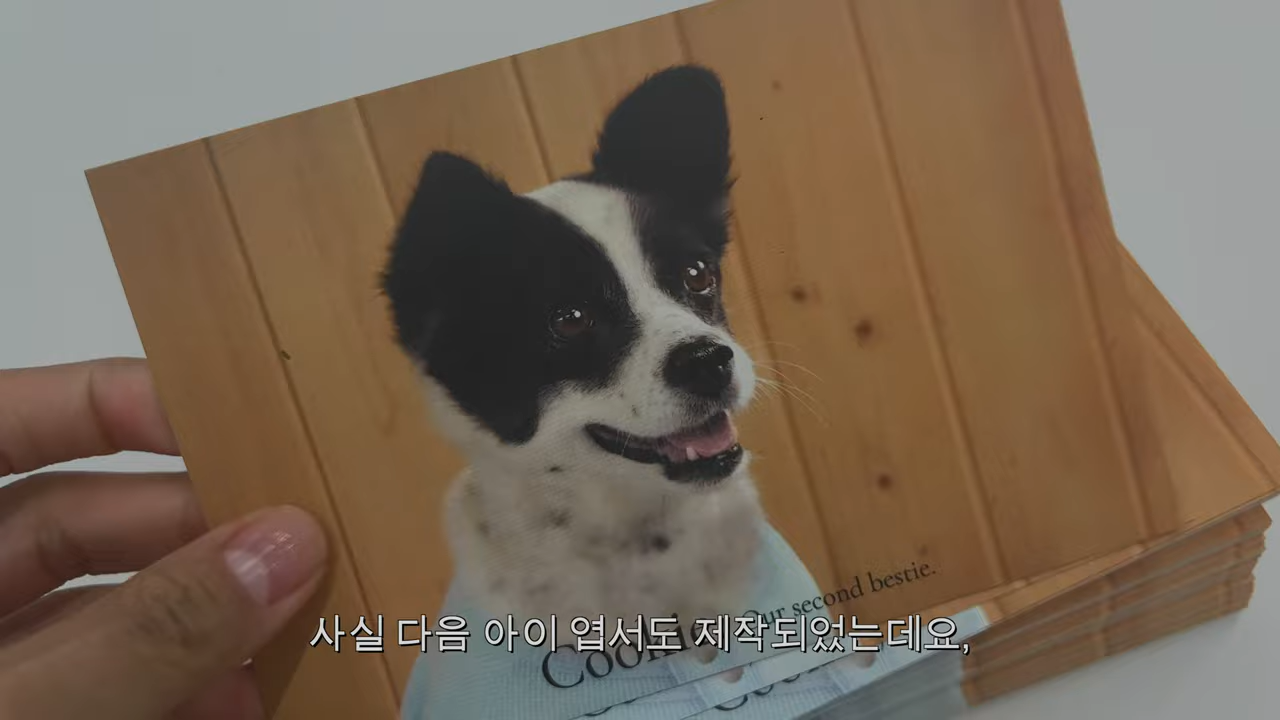 Our second bestie.
Cookie
사실 다음 아이 엽서도 제작되었는데요,